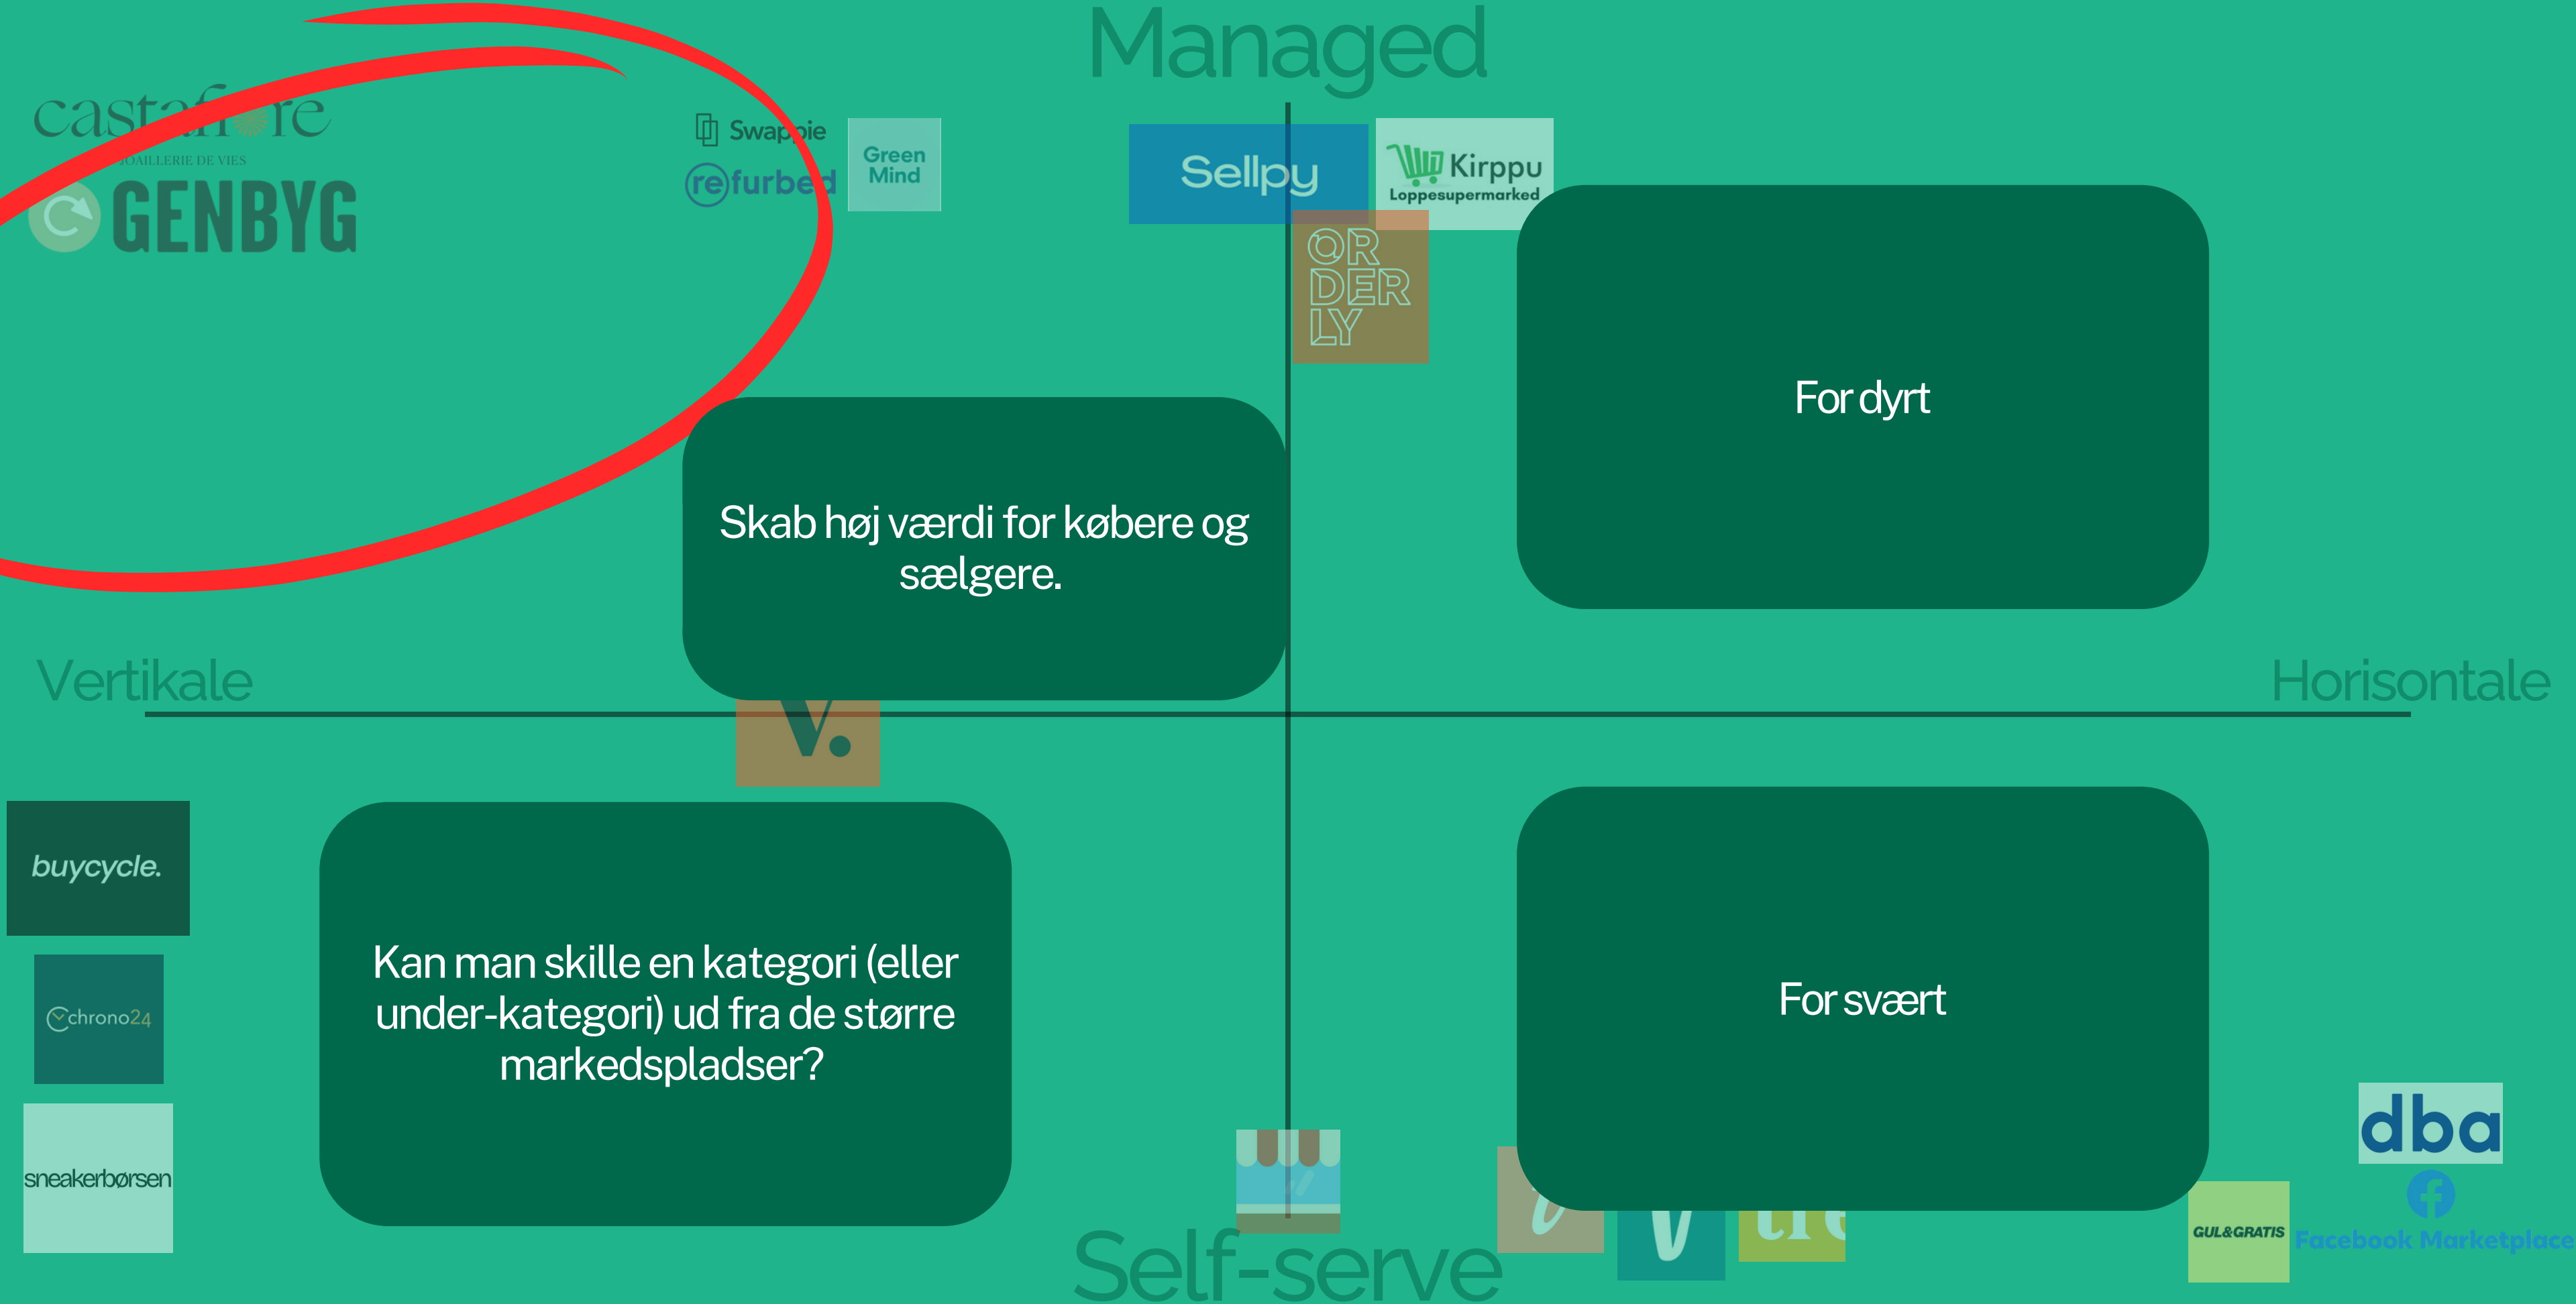 Managed
castafiore
JOAILLERIE DE VIES
GENBYG
Swappie
refurbed
Green
Mind
Sellpy
Kirppu
Loppesupermarked
OR
DER
LY
For dyrt
Skab høj værdi for købere og
sælgere.
Vertikale
Horisontale
V.
buycycle.
chrono24
sneakerbørsen
Kan man skille en kategori (eller
under-kategori) ud fra de større
markedspladser?
For svært
dba
GUL&GRATIS
Facebook Marketplace
Self-serve